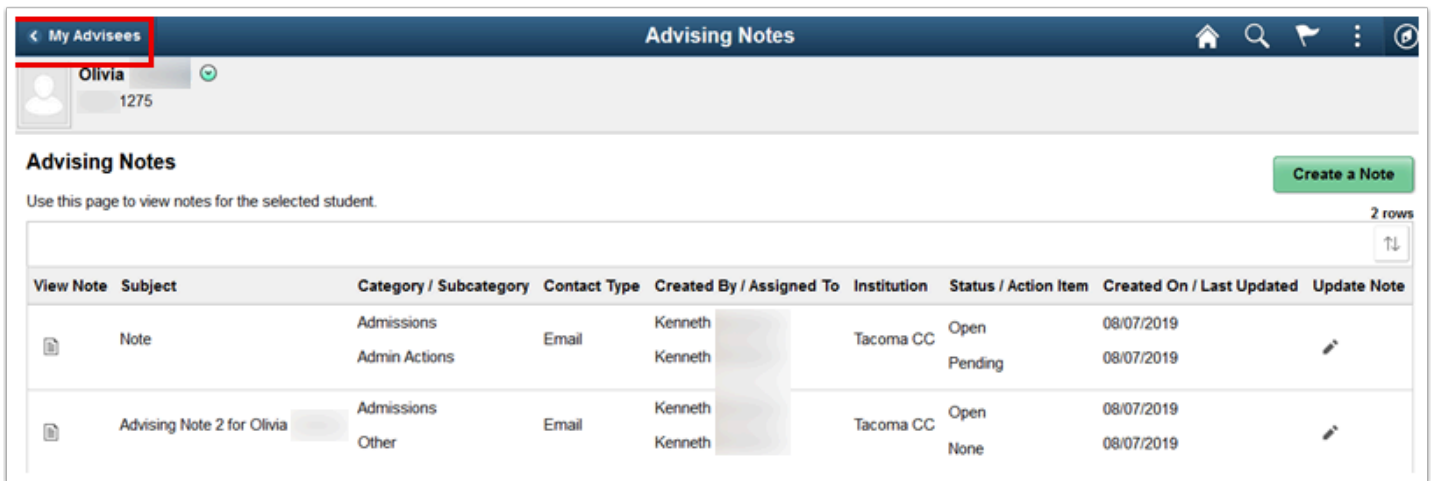 My Advisees Advising Notes
Olivia
1275
Advising Notes
Create a Note
Use this page to view notes for the selected student.
2 rows
View Note Subject Category / Subcategory Contact Type Created By / Assigned To Institution Status / Action Item Created On / Last Updated Update Note
Note Admissions Email Kenneth Tacoma CC Open 08/07/2019
Admin Actions Kenneth Pending 08/07/2019
Advising Note 2 for Olivia Admissions Email Kenneth Tacoma CC Open 08/07/2019
Other Kenneth None 08/07/2019